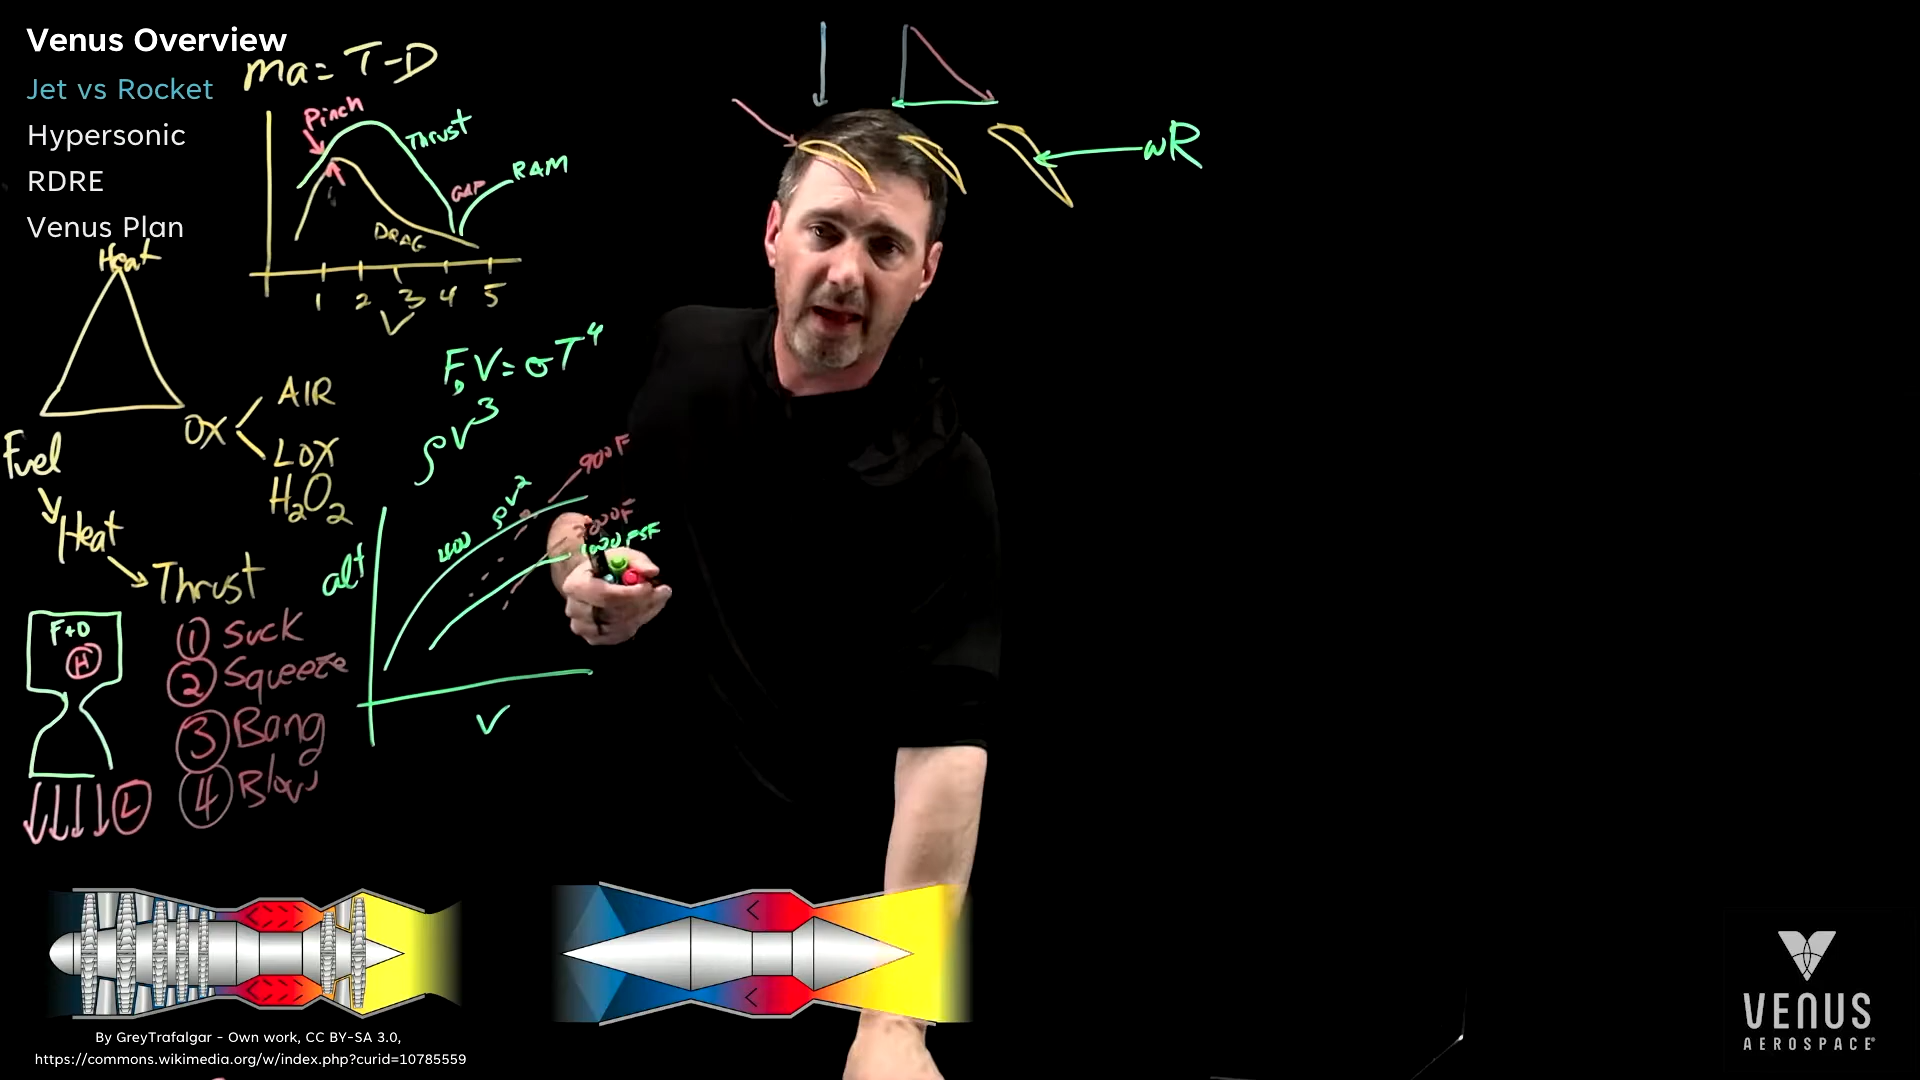 Venus Overview
Jet vs Rocket
Hypersonic
RDRE
Venus Plan
ma = T-D
Pinch
Thrust
GAP
RAM
DRAG
1 2 3 4 5
V
Heat
Fuel
OX
AIR
LOX
H2O2
Heat
Thrust
F+O
H
L
① Suck
② Squeeze
③ Bang
④ Blow
F, V = σT⁴
ρV³
900F
ρV²
400
PSF
alt
V
ωR
By GreyTrafalgar - Own work, CC BY-SA 3.0,
https://commons.wikimedia.org/w/index.php?curid=10785559
VENUS
AEROSPACE